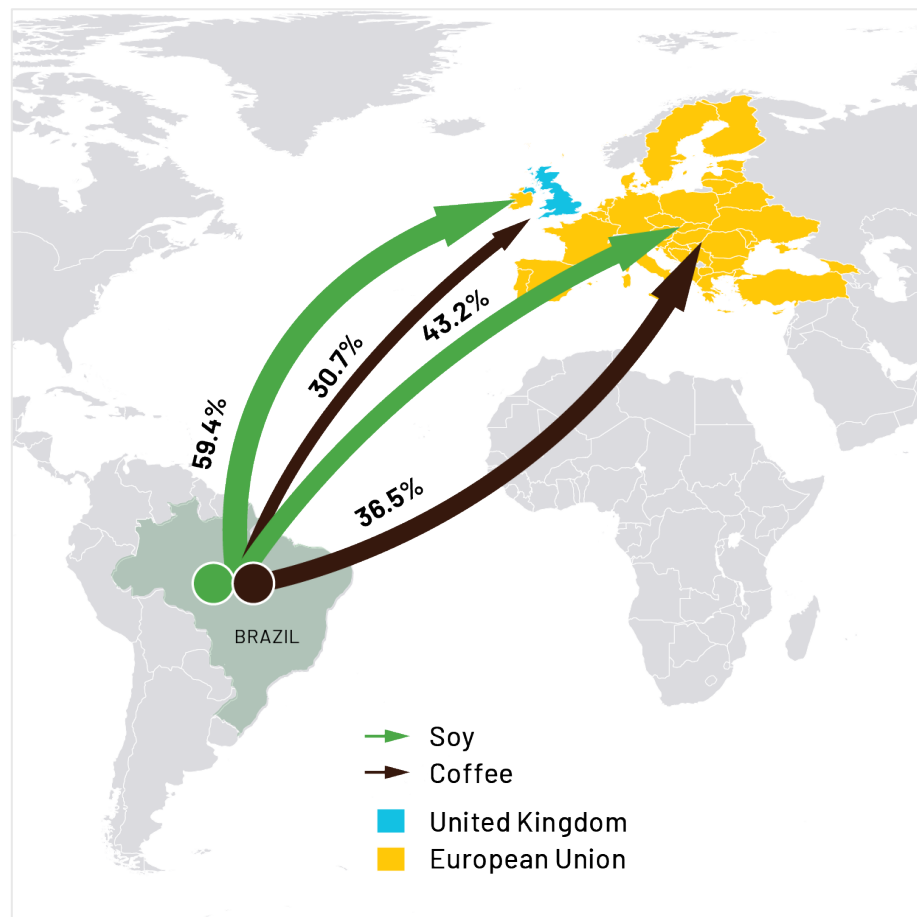 43.2%
30.7%
59.4%
36.5%
BRAZIL
Soy
Coffee
United Kingdom
European Union